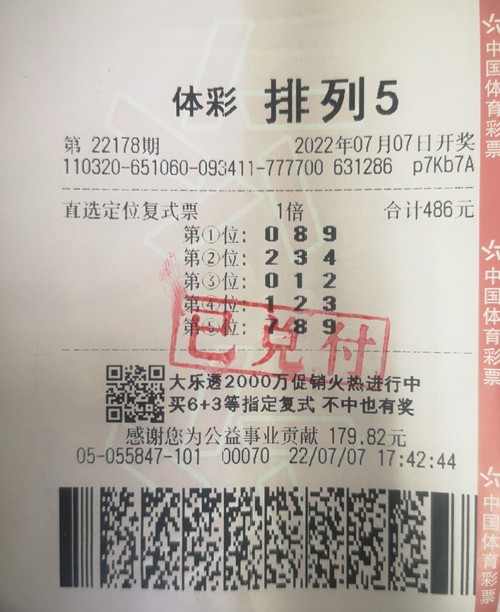 体彩 排列5
第 22178期 2022年07月07日开奖
110320-651060-093411-777700 631286 p7Kb7A
直选定位复式票 1倍 合计486元
第①位: 0 8 9
第②位: 2 3 4
第③位: 0 1 2
第④位: 1 2 3
第⑤位: 7 8 9
已兑付
大乐透2000万促销火热进行中
买6+3等指定复式 不中也有奖
感谢您为公益事业贡献 179.82元
05-055847-101 00070 22/07/07 17:42:44
中国体育彩票
中国体育彩票
中国体育彩票